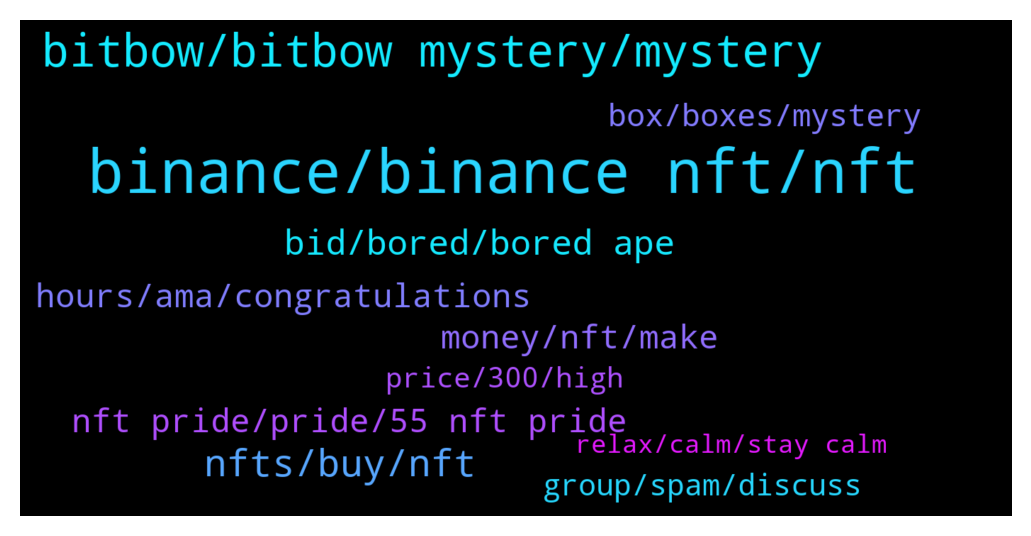 bitbow/bitbow mystery/mystery
box/boxes/mystery
binance/binance nft/nft
bid/bored/bored ape
hours/ama/congratulations
money/nft/make
price/300/high
nft pride/pride/55 nft pride
relax/calm/stay calm
nfts/buy/nft
group/spam/discuss